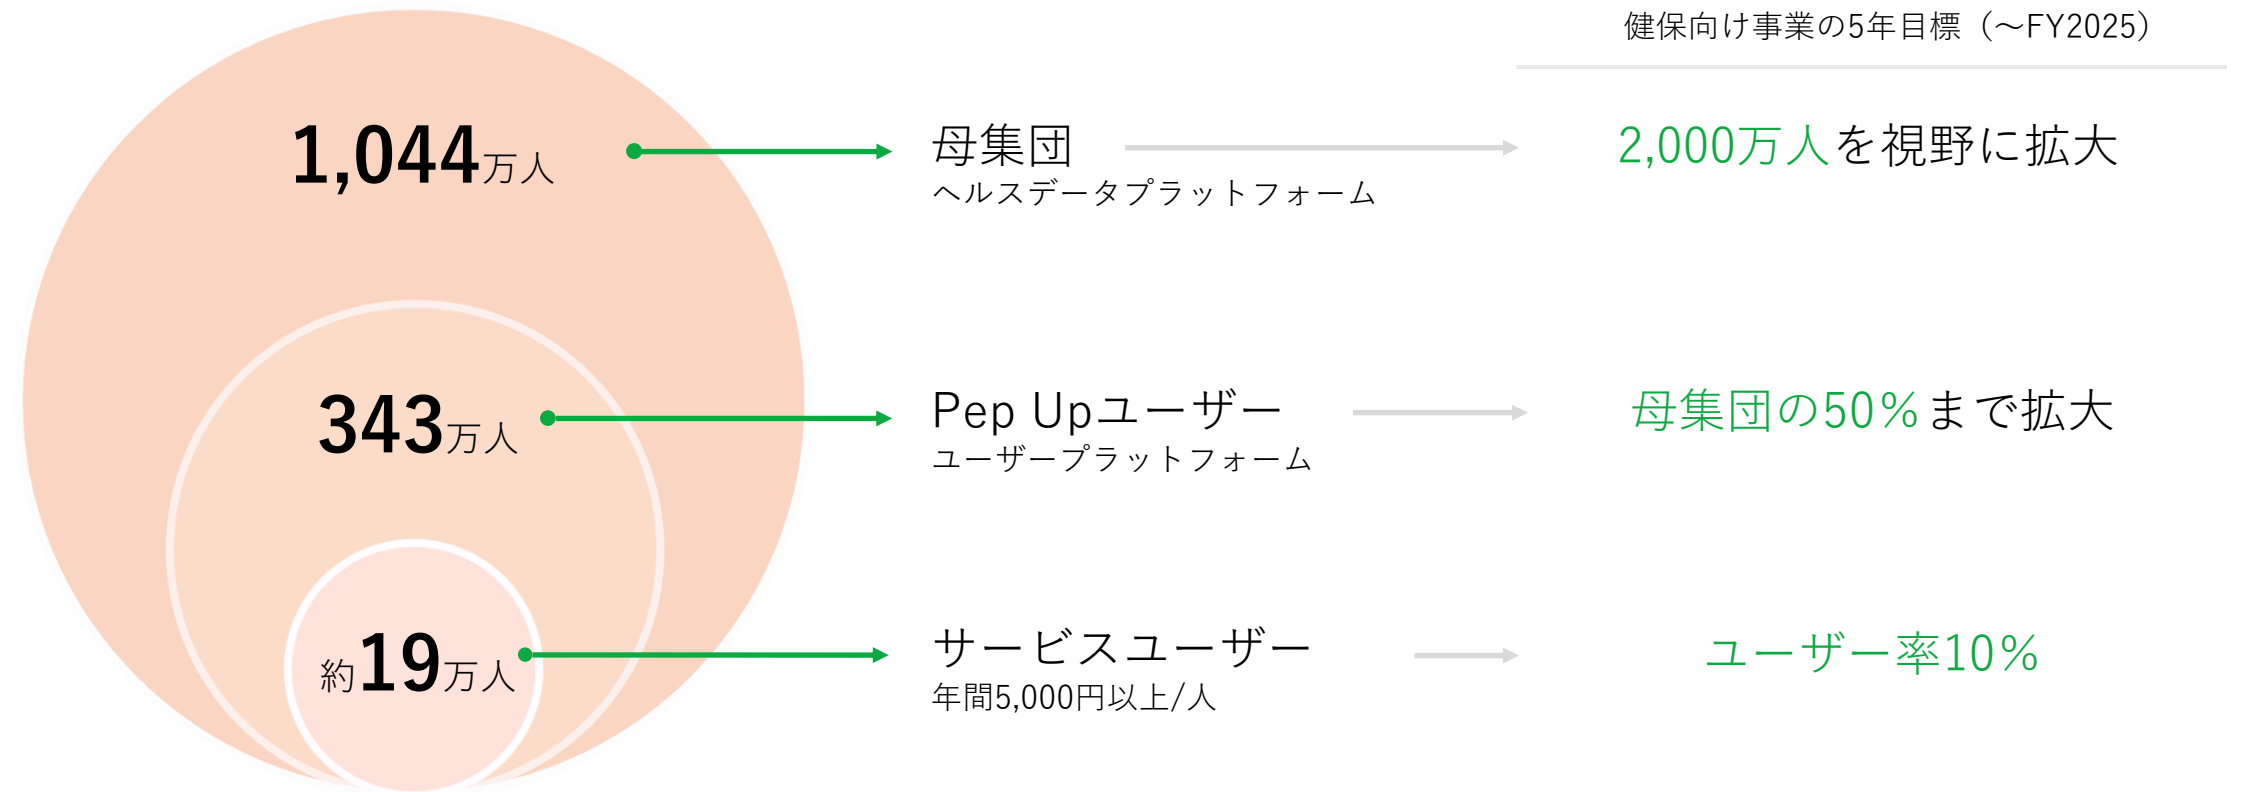 健保向け事業の5年目標（～FY2025）
1,044万人
母集団
ヘルスデータプラットフォーム
2,000万人を視野に拡大
343万人
Pep Upユーザー
ユーザープラットフォーム
母集団の50％まで拡大
約19万人
サービスユーザー
年間5,000円以上/人
ユーザー率10％